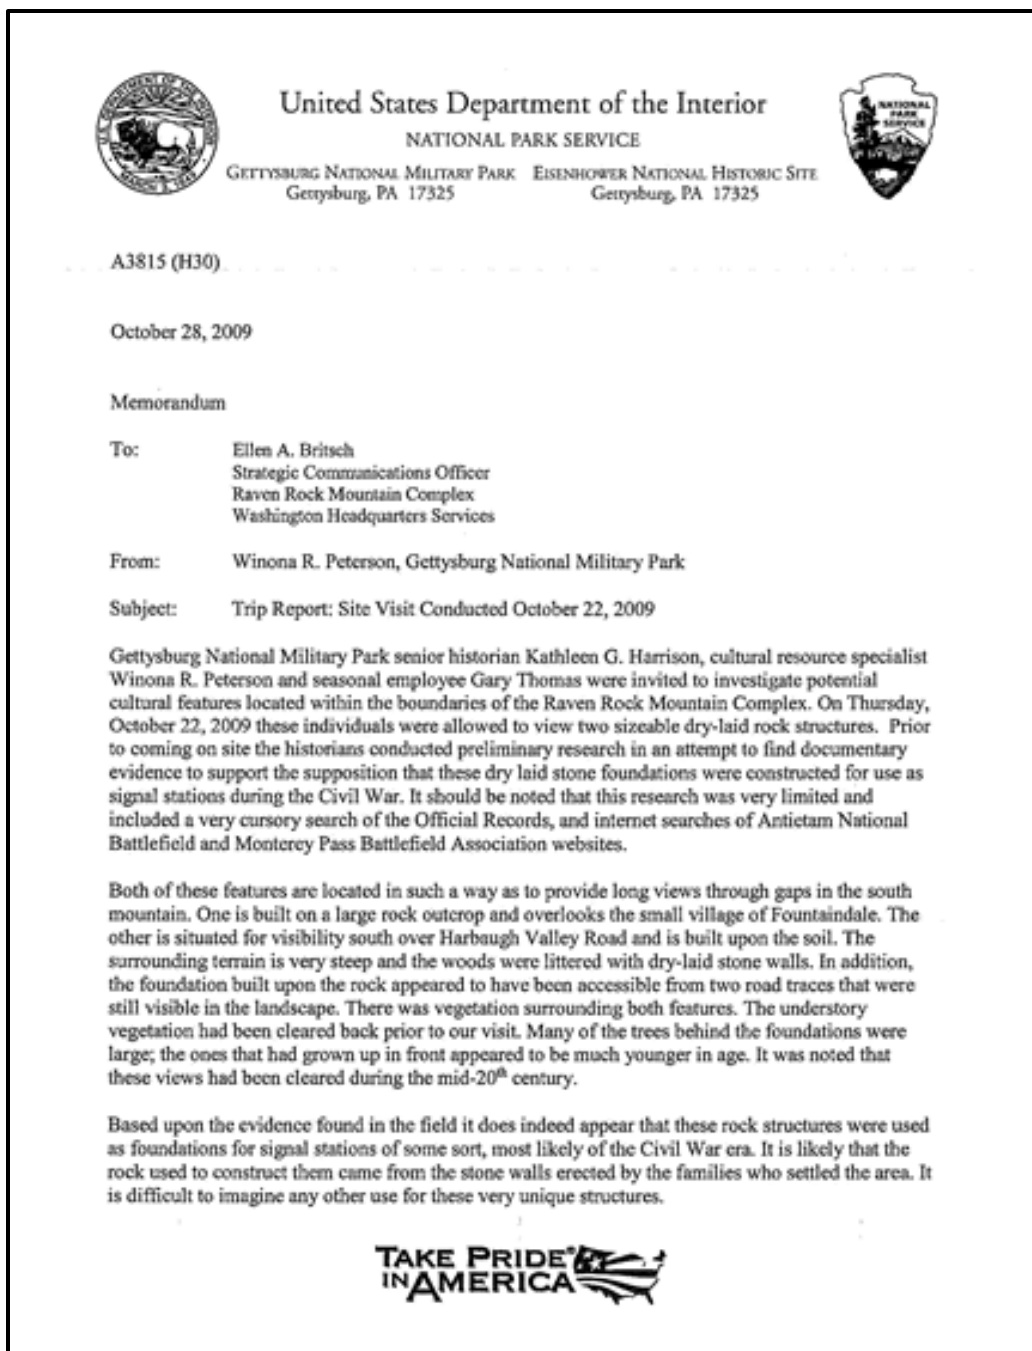 United States Department of the Interior
NATIONAL PARK SERVICE
GETTYSBURG NATIONAL MILITARY PARK EISENHOWER NATIONAL HISTORIC SITE
Gettysburg, PA 17325 Gettysburg, PA 17325
U.S. DEPARTMENT OF THE INTERIOR
MARCH 3, 1849
NATIONAL
PARK
SERVICE
A3815 (H30)
October 28, 2009
Memorandum
To: Ellen A. Britsch
Strategic Communications Officer
Raven Rock Mountain Complex
Washington Headquarters Services
From: Winona R. Peterson, Gettysburg National Military Park
Subject: Trip Report: Site Visit Conducted October 22, 2009
Gettysburg National Military Park senior historian Kathleen G. Harrison, cultural resource specialist
Winona R. Peterson and seasonal employee Gary Thomas were invited to investigate potential
cultural features located within the boundaries of the Raven Rock Mountain Complex. On Thursday,
October 22, 2009 these individuals were allowed to view two sizeable dry-laid rock structures. Prior
to coming on site the historians conducted preliminary research in an attempt to find documentary
evidence to support the supposition that these dry laid stone foundations were constructed for use as
signal stations during the Civil War. It should be noted that this research was very limited and
included a very cursory search of the Official Records, and internet searches of Antietam National
Battlefield and Monterey Pass Battlefield Association websites.
Both of these features are located in such a way as to provide long views through gaps in the south
mountain. One is built on a large rock outcrop and overlooks the small village of Fountaindale. The
other is situated for visibility south over Harbaugh Valley Road and is built upon the soil. The
surrounding terrain is very steep and the woods were littered with dry-laid stone walls. In addition,
the foundation built upon the rock appeared to have been accessible from two road traces that were
still visible in the landscape. There was vegetation surrounding both features. The understory
vegetation had been cleared back prior to our visit. Many of the trees behind the foundations were
large; the ones that had grown up in front appeared to be much younger in age. It was noted that
these views had been cleared during the mid-20th century.
Based upon the evidence found in the field it does indeed appear that these rock structures were used
as foundations for signal stations of some sort, most likely of the Civil War era. It is likely that the
rock used to construct them came from the stone walls erected by the families who settled the area. It
is difficult to imagine any other use for these very unique structures.
TAKE PRIDE®
IN AMERICA